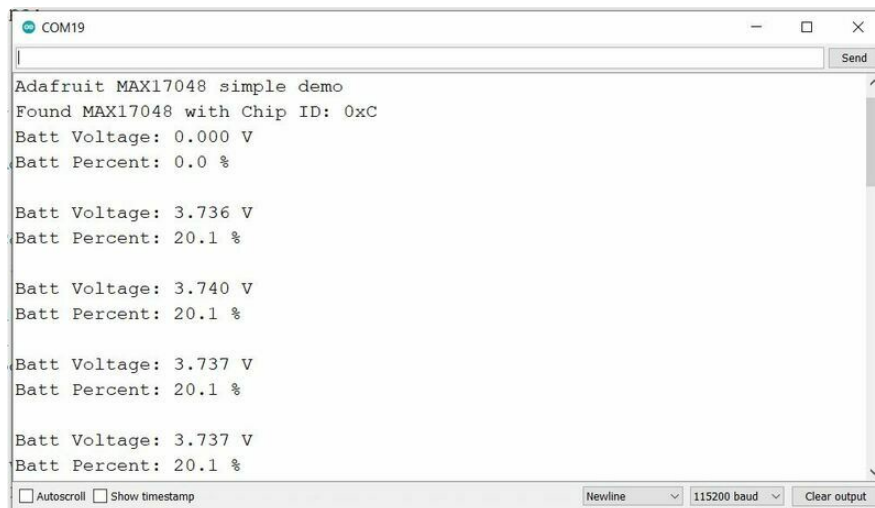 COM19
Send
Adafruit MAX17048 simple demo
Found MAX17048 with Chip ID: 0xC
Batt Voltage: 0.000 V
Batt Percent: 0.0 %
Batt Voltage: 3.736 V
Batt Percent: 20.1 %
Batt Voltage: 3.740 V
Batt Percent: 20.1 %
Batt Voltage: 3.737 V
Batt Percent: 20.1 %
Batt Voltage: 3.737 V
Batt Percent: 20.1 %
Autoscroll Show timestamp Newline 115200 baud Clear output